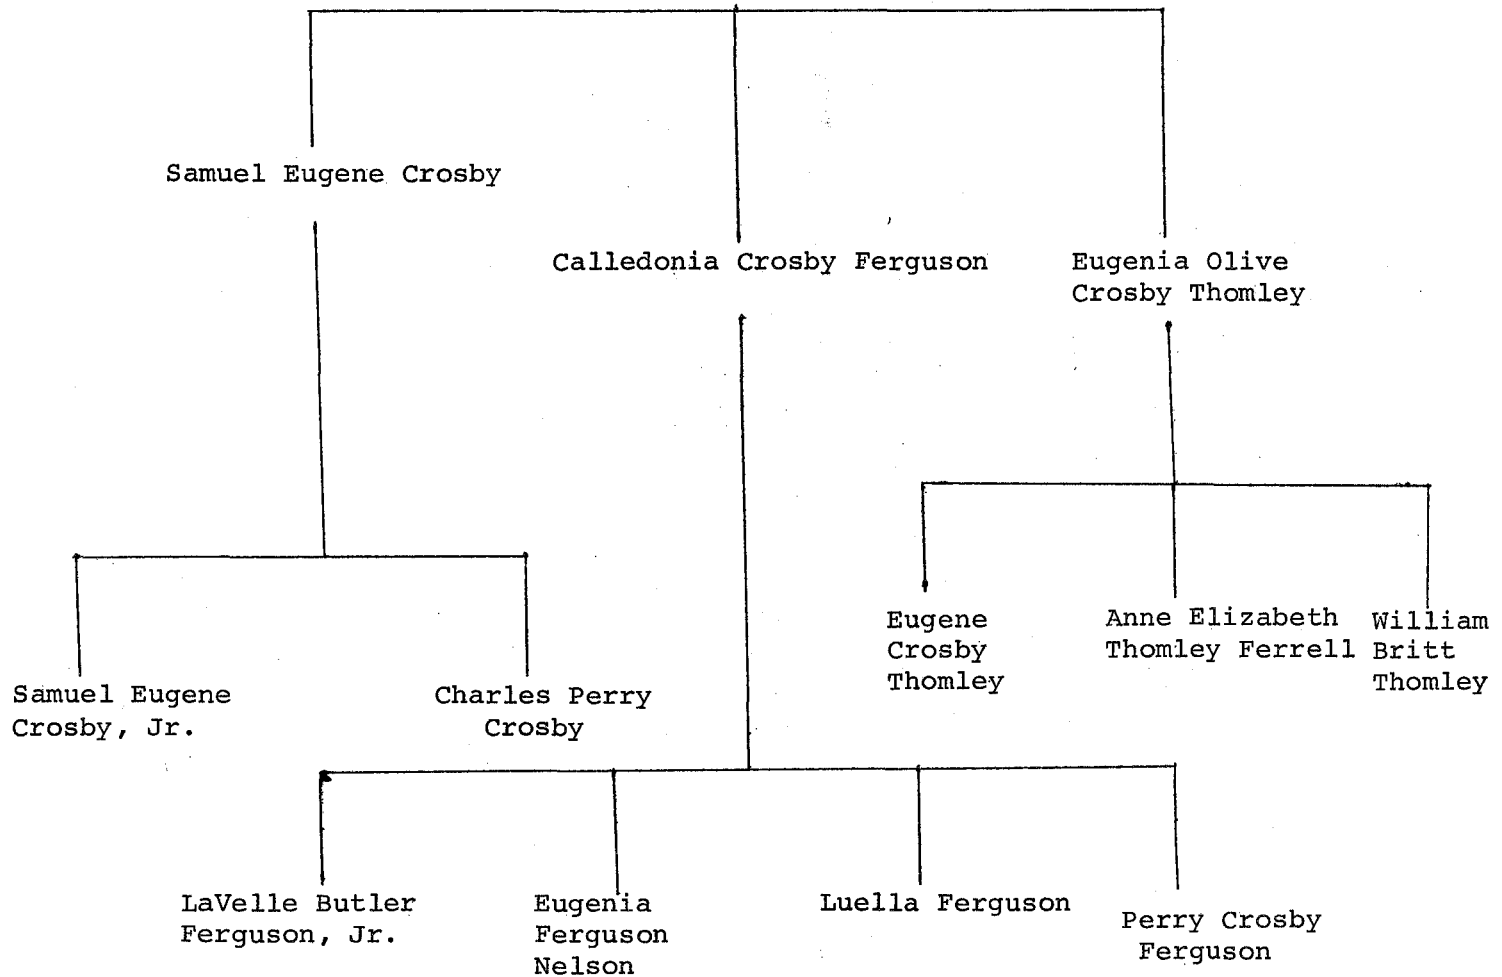 Samuel Eugene Crosby
Calledonia Crosby Ferguson
Eugenia Olive
Crosby Thomley
Eugene
Crosby
Thomley
Anne Elizabeth
Thomley Ferrell
William
Britt
Thomley
Samuel Eugene
Crosby, Jr.
Charles Perry
Crosby
LaVelle Butler
Ferguson, Jr.
Eugenia
Ferguson
Nelson
Luella Ferguson
Perry Crosby
Ferguson